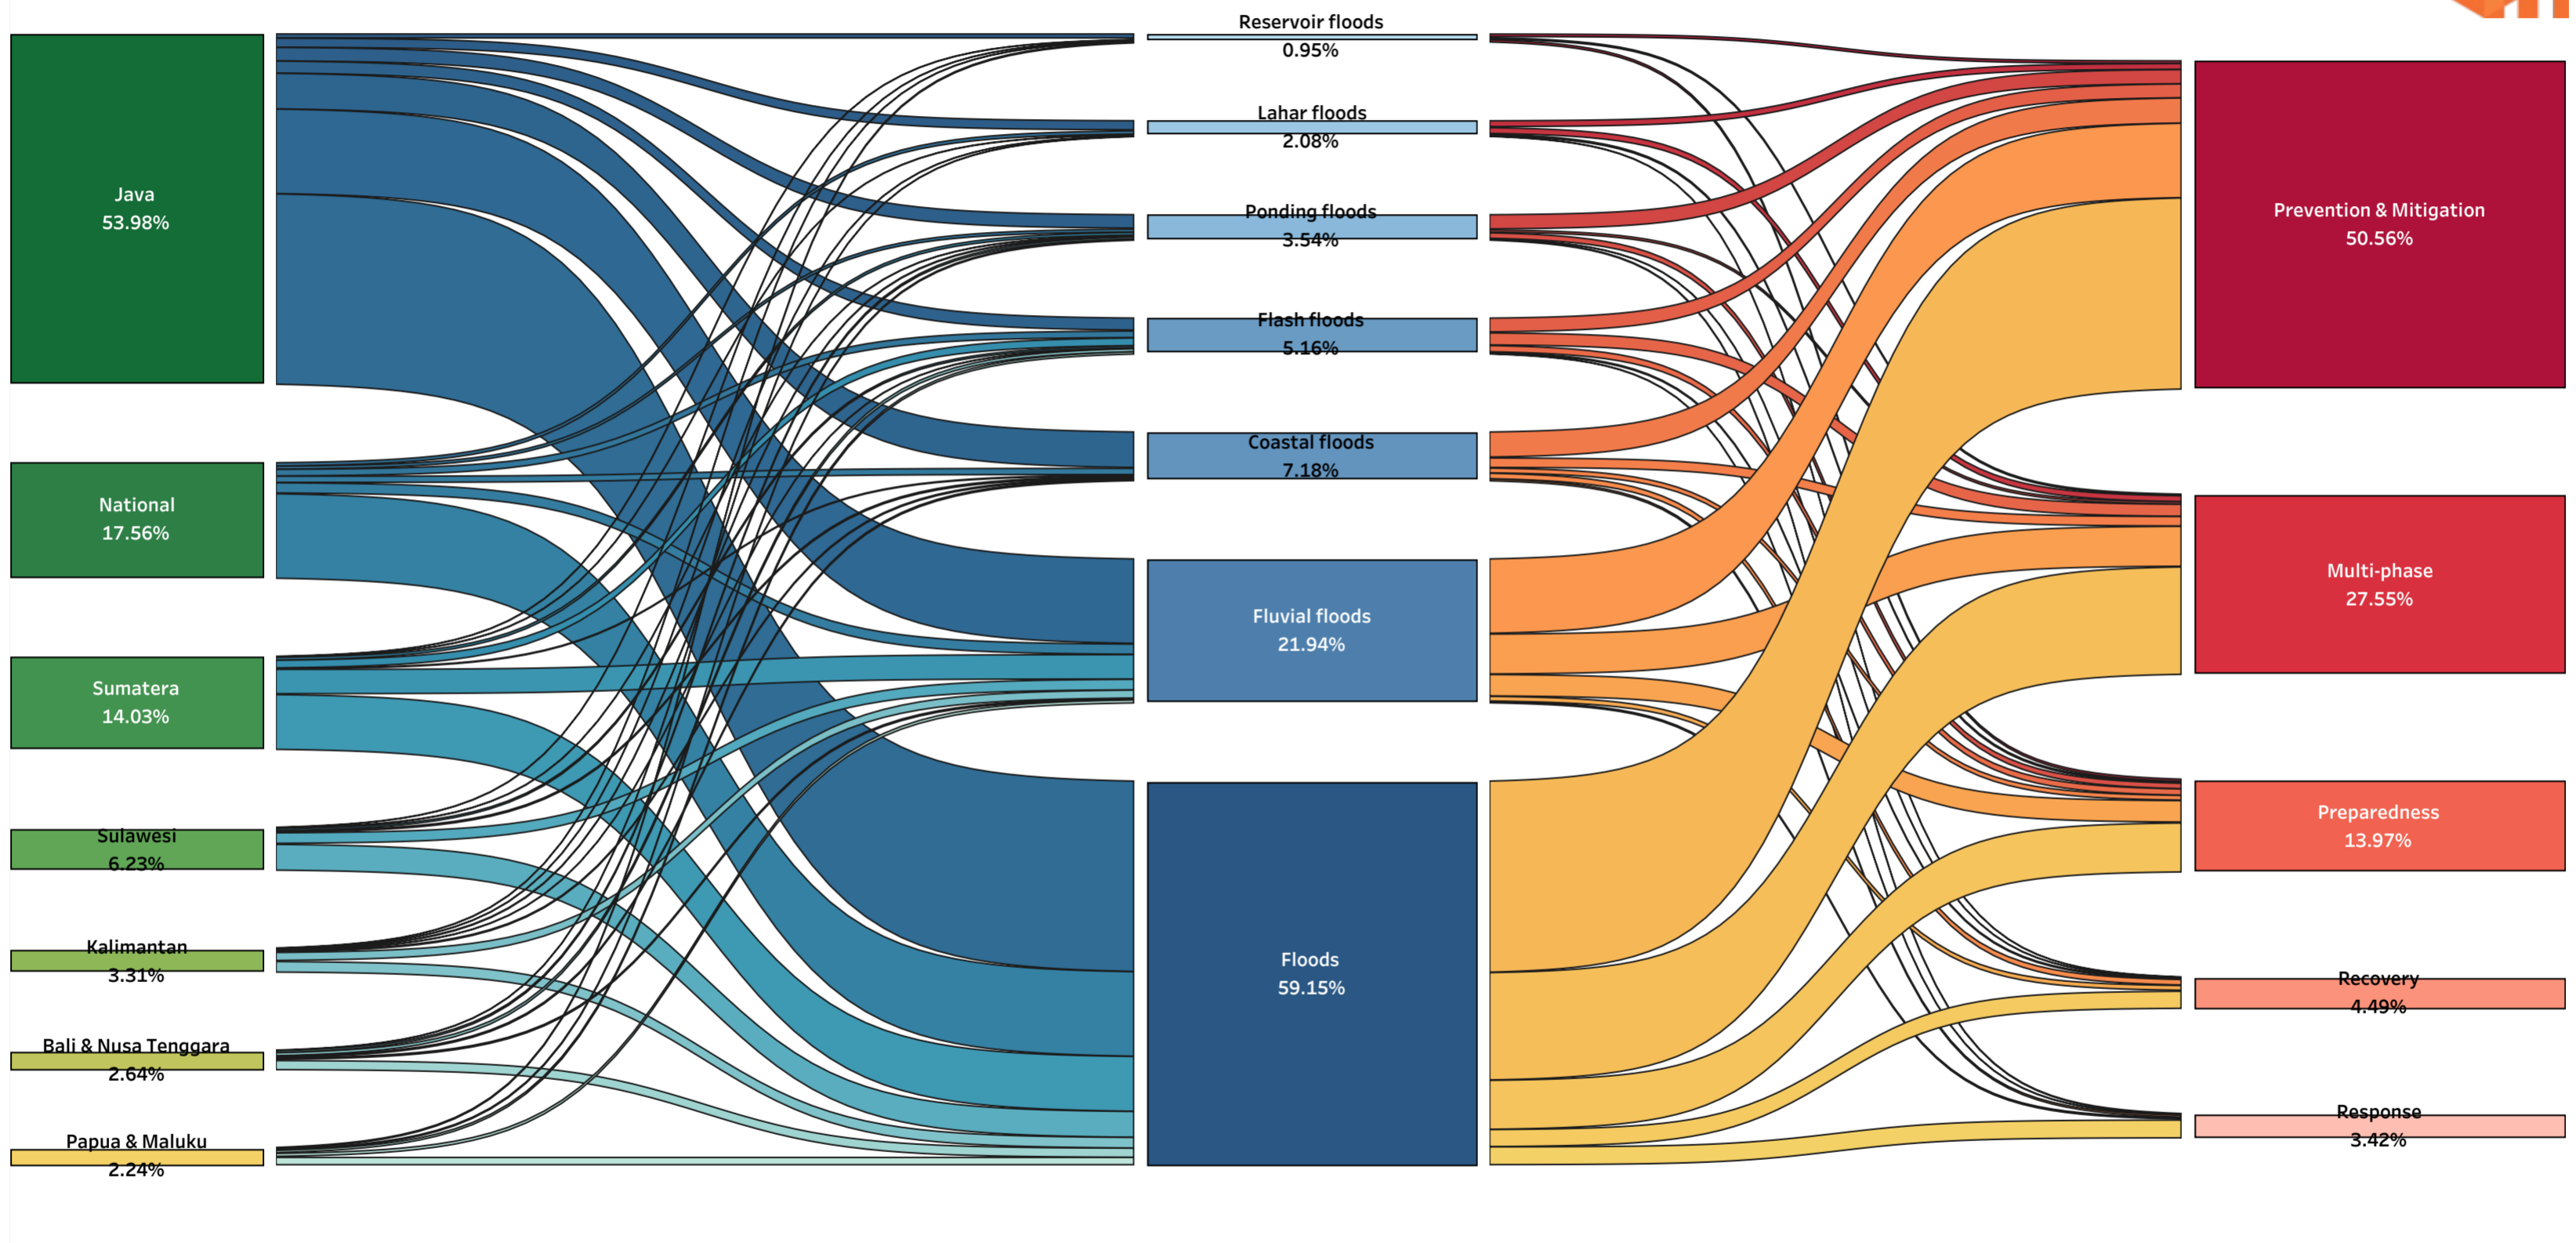 Java
53.98%
National
17.56%
Sumatera
14.03%
Sulawesi
6.23%
Kalimantan
3.31%
Bali & Nusa Tenggara
2.64%
Papua & Maluku
2.24%
Reservoir floods
0.95%
Lahar floods
2.08%
Ponding floods
3.54%
Flash floods
5.16%
Coastal floods
7.18%
Fluvial floods
21.94%
Floods
59.15%
Prevention & Mitigation
50.56%
Multi-phase
27.55%
Preparedness
13.97%
Recovery
4.49%
Response
3.42%